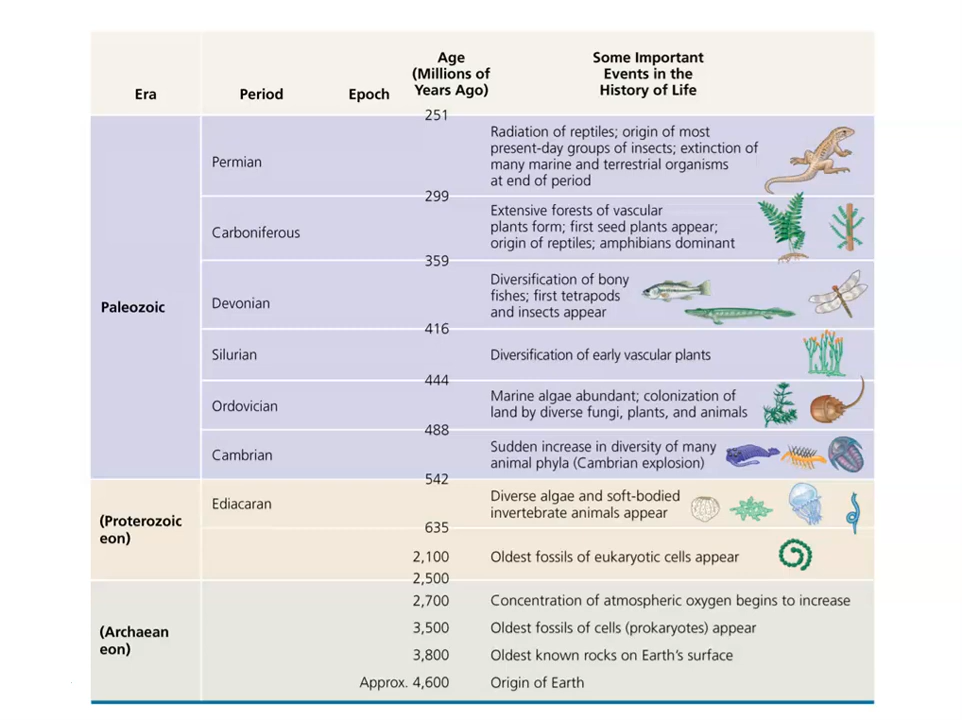 Era
Period
Epoch
Age
(Millions of
Years Ago)
Some Important
Events in the
History of Life
251
Paleozoic
Permian
Radiation of reptiles; origin of most
present-day groups of insects; extinction of
many marine and terrestrial organisms
at end of period
299
Carboniferous
Extensive forests of vascular
plants form; first seed plants appear;
origin of reptiles; amphibians dominant
359
Devonian
Diversification of bony
fishes; first tetrapods
and insects appear
416
Silurian
Diversification of early vascular plants
444
Ordovician
Marine algae abundant; colonization of
land by diverse fungi, plants, and animals
488
Cambrian
Sudden increase in diversity of many
animal phyla (Cambrian explosion)
542
(Proterozoic
eon)
Ediacaran
Diverse algae and soft-bodied
invertebrate animals appear
635
2,100 Oldest fossils of eukaryotic cells appear
2,500
(Archaean
eon)
2,700 Concentration of atmospheric oxygen begins to increase
3,500 Oldest fossils of cells (prokaryotes) appear
3,800 Oldest known rocks on Earth's surface
Approx. 4,600 Origin of Earth